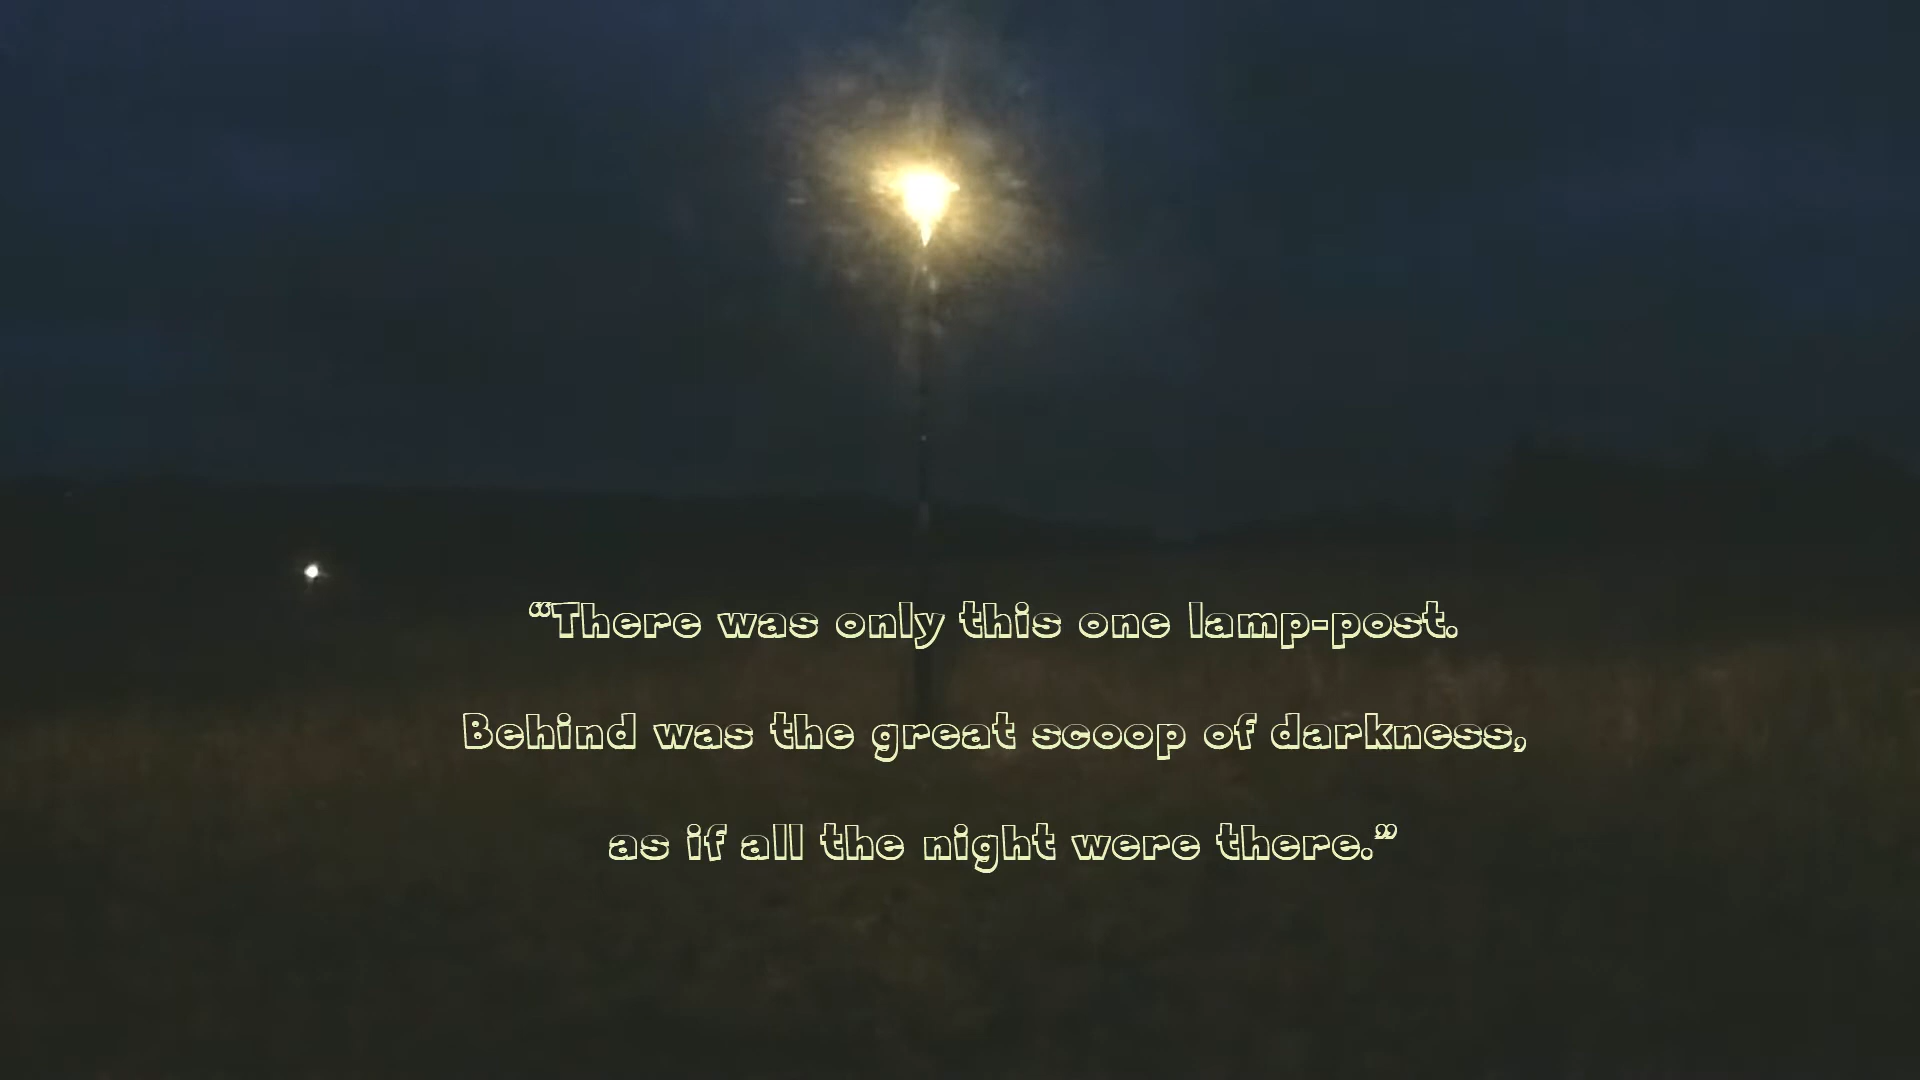 “There was only this one lamp-post.
Behind was the great scoop of darkness,
as if all the night were there.”